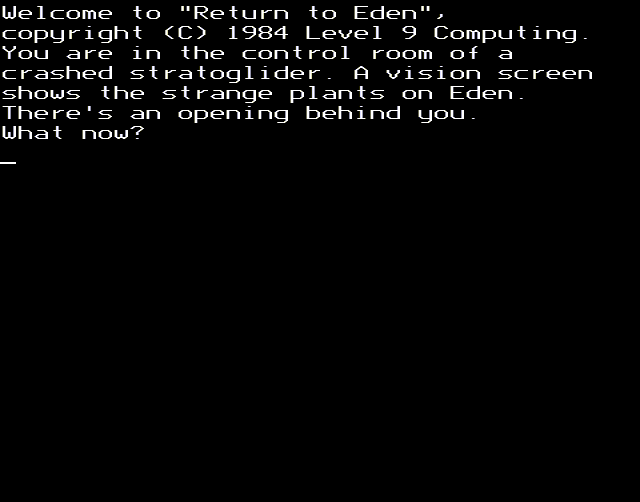 Welcome to "Return to Eden",
copyright (C) 1984 Level 9 Computing.
You are in the control room of a
crashed stratoglider. A vision screen
shows the strange plants on Eden.
There's an opening behind you.
What now?